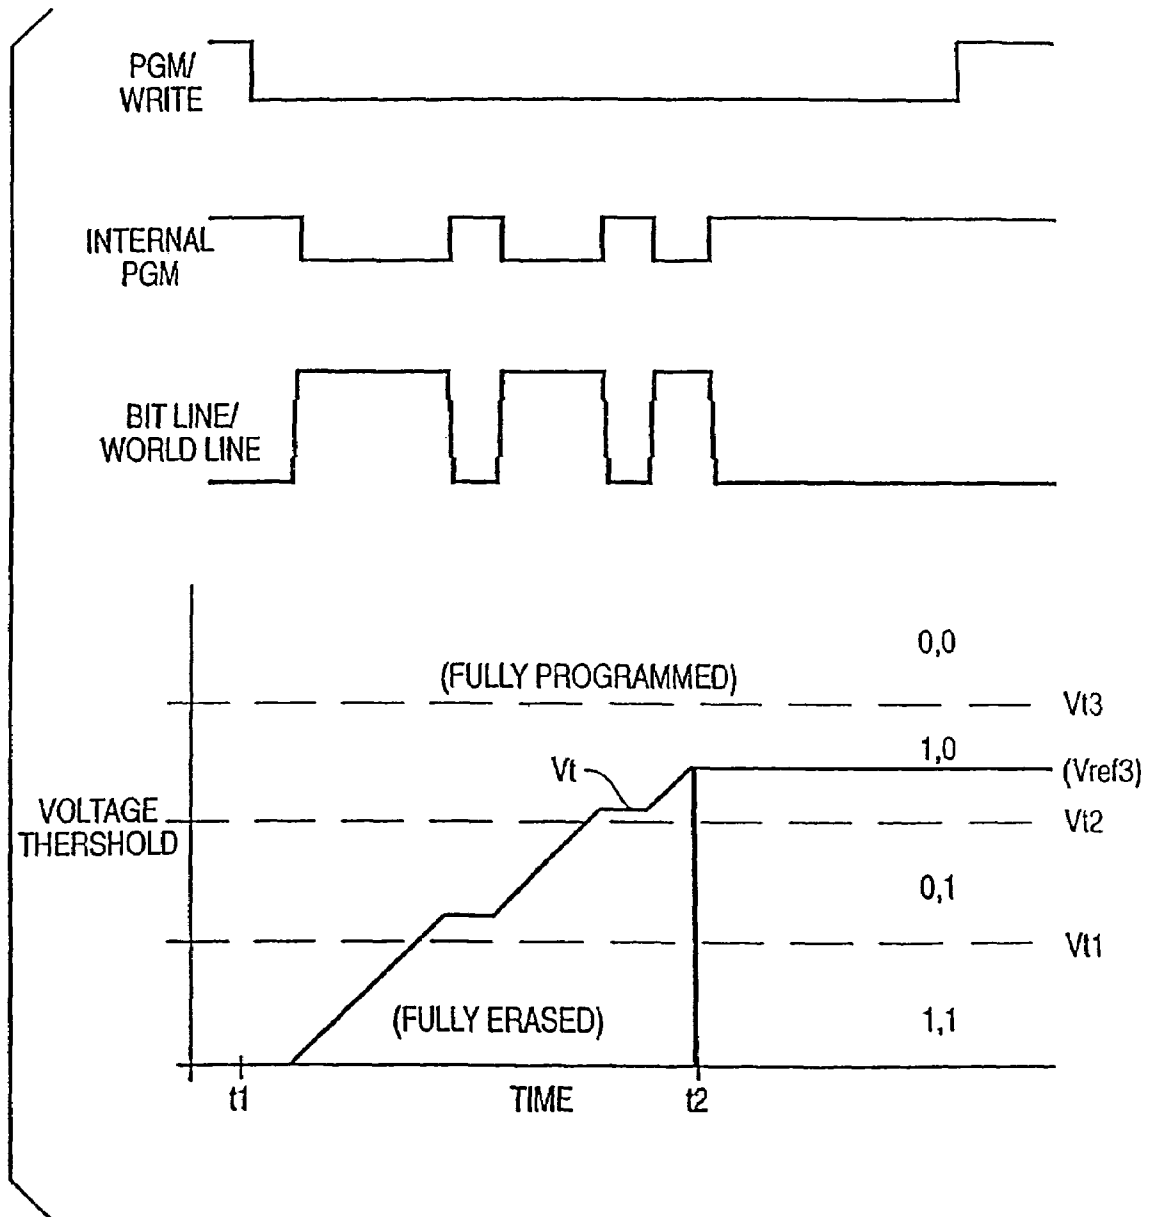 PGM/
WRITE
INTERNAL
PGM
BIT LINE/
WORLD LINE
0,0
(FULLY PROGRAMMED)
Vt3
1,0
Vt
(Vref3)
VOLTAGE
THERSHOLD
Vt2
0,1
Vt1
(FULLY ERASED)
1,1
t1
TIME
t2